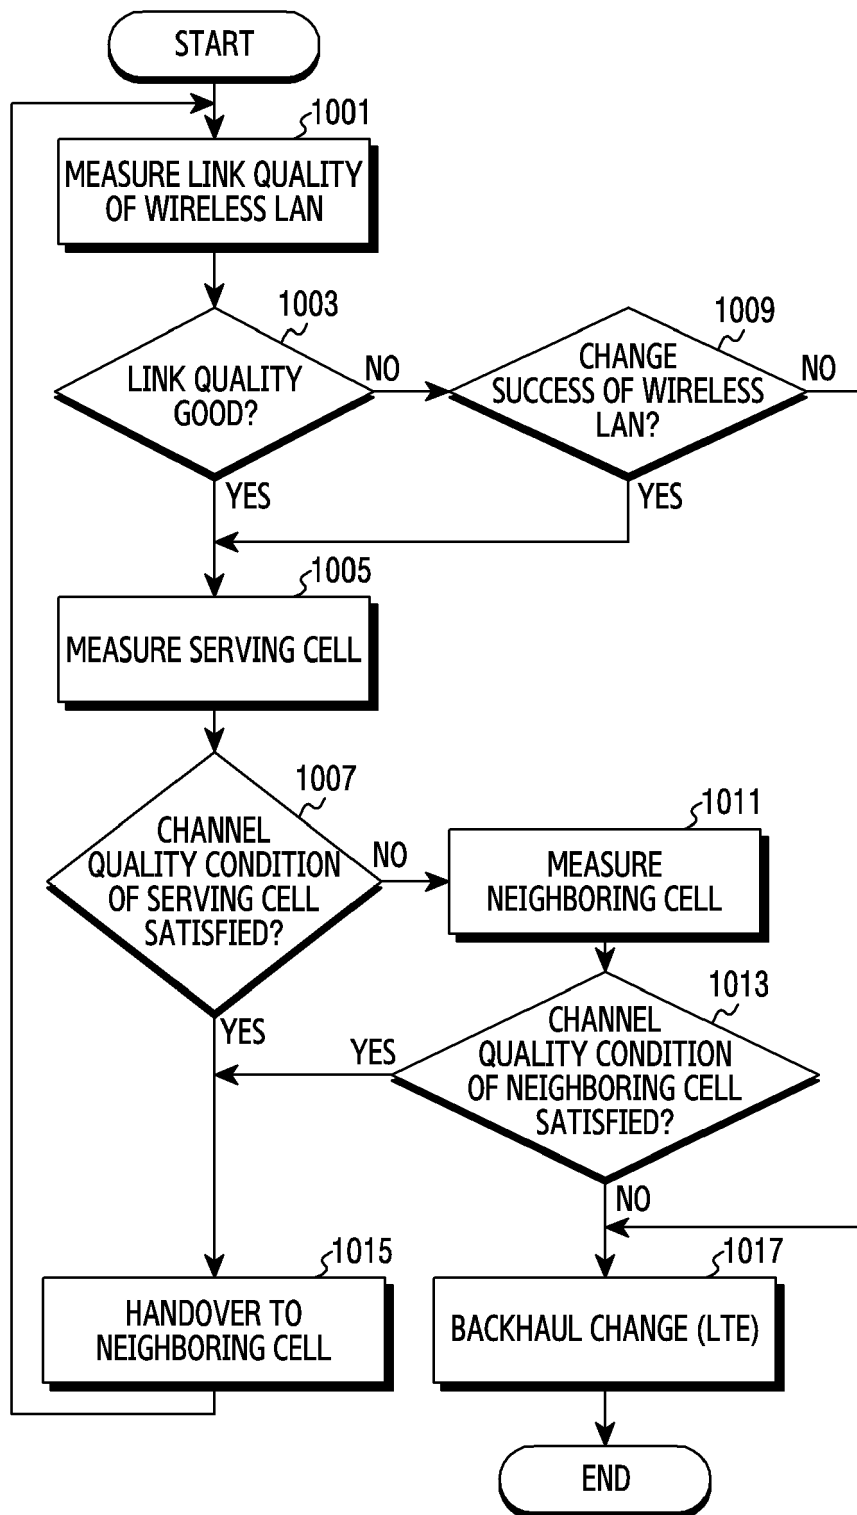 START
1001
MEASURE LINK QUALITY
OF WIRELESS LAN
1003
LINK QUALITY
GOOD?
NO
YES
1009
CHANGE
SUCCESS OF WIRELESS
LAN?
NO
YES
1005
MEASURE SERVING CELL
1007
CHANNEL
QUALITY CONDITION
OF SERVING CELL
SATISFIED?
NO
YES
1011
MEASURE
NEIGHBORING CELL
1013
CHANNEL
QUALITY CONDITION
OF NEIGHBORING CELL
SATISFIED?
YES
NO
1015
HANDOVER TO
NEIGHBORING CELL
1017
BACKHAUL CHANGE (LTE)
END